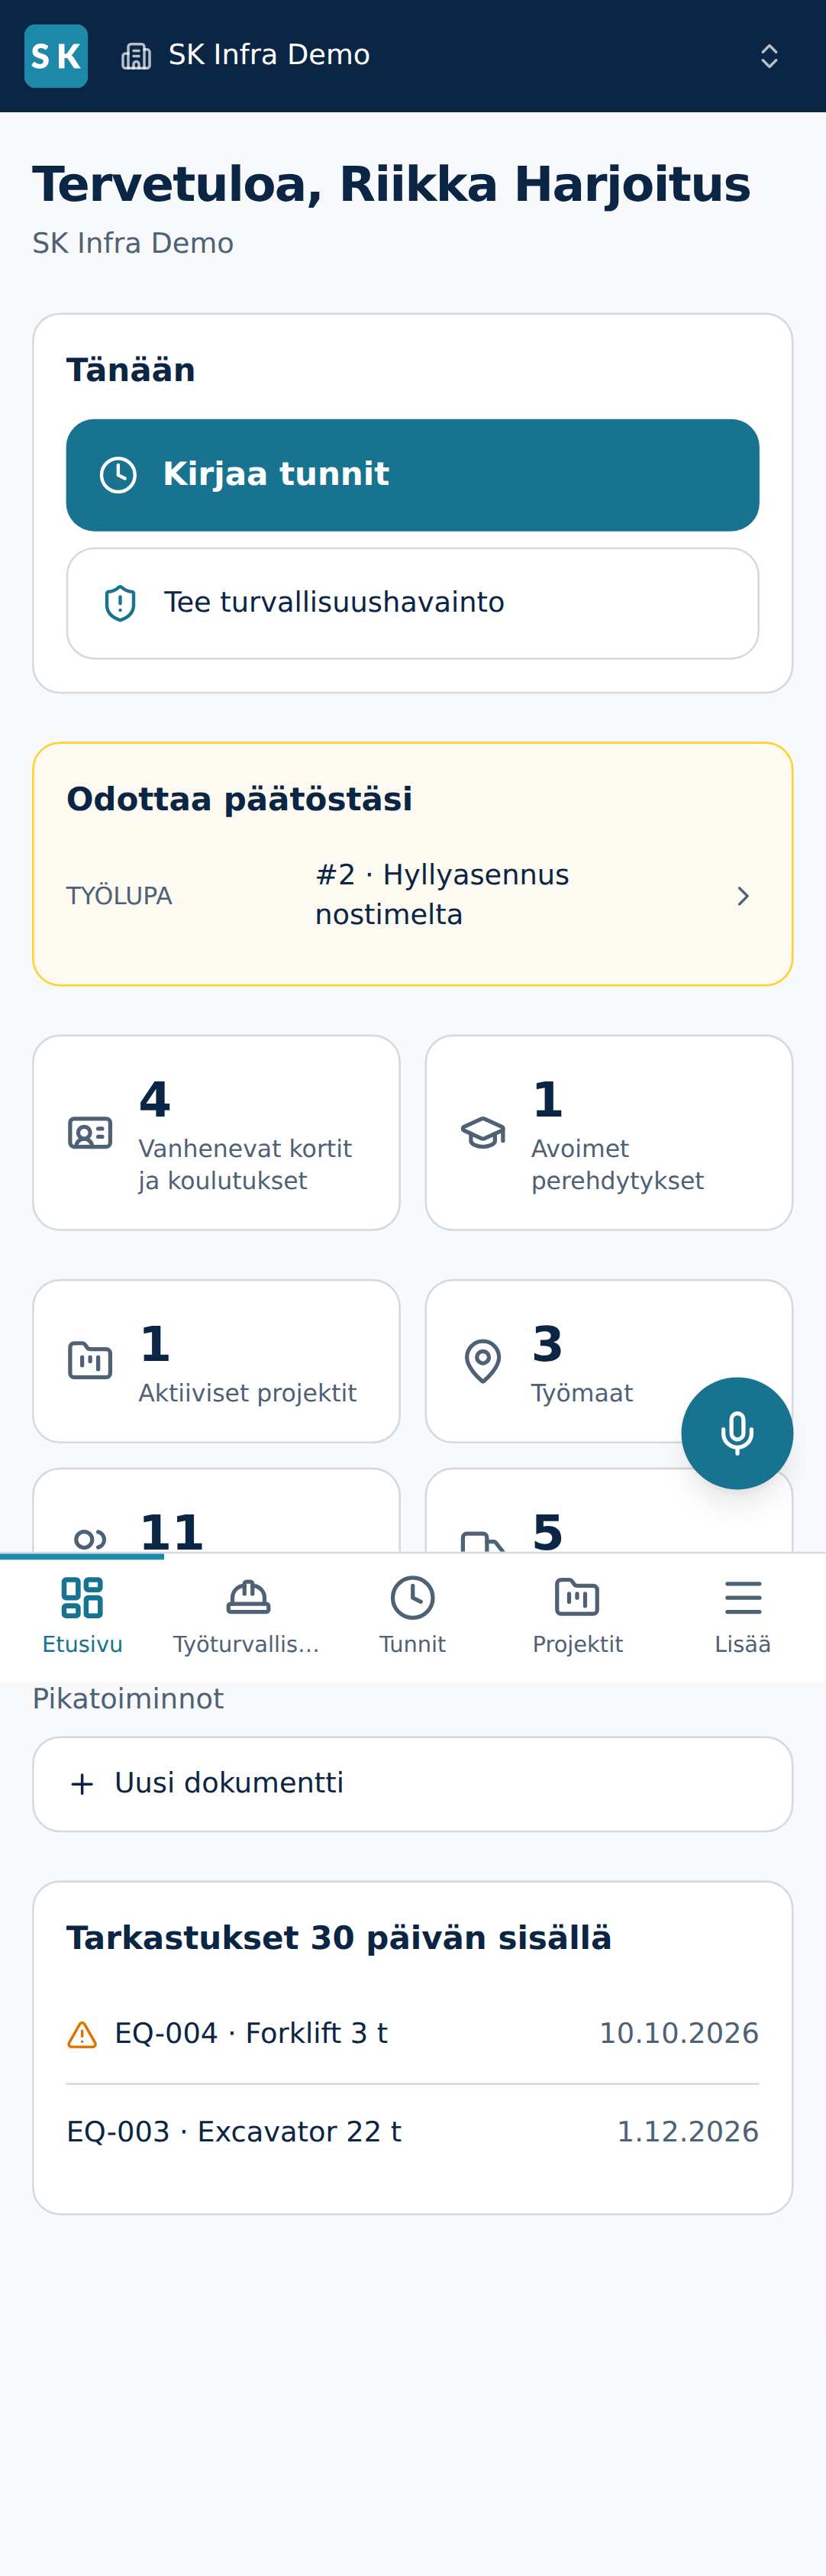 SK
SK Infra Demo
Tervetuloa, Riikka Harjoitus
SK Infra Demo
Tänään
Kirjaa tunnit
Tee turvallisuushavainto
Odottaa päätöstäsi
TYÖLUPA
#2 · Hyllyasennus
nostimelta
4
Vanhenevat kortit
ja koulutukset
1
Avoimet
perehdytykset
1
Aktiiviset projektit
3
Työmaat
11
5
Etusivu
Työturvallis...
Tunnit
Projektit
Lisää
Pikatoiminnot
Uusi dokumentti
Tarkastukset 30 päivän sisällä
EQ-004 · Forklift 3 t
10.10.2026
EQ-003 · Excavator 22 t
1.12.2026